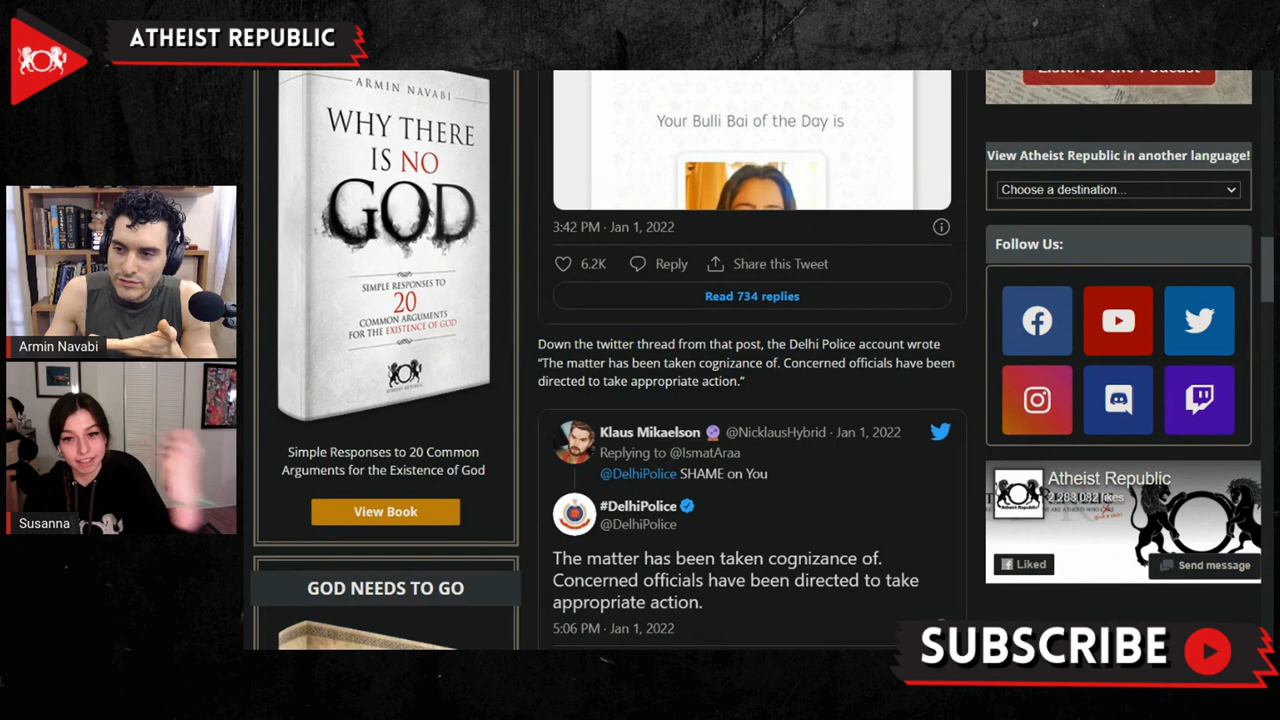 ATHEIST REPUBLIC
ARMIN NAVABI
WHY THERE
IS NO
GOD
SIMPLE RESPONSES TO
20
COMMON ARGUMENTS
FOR THE EXISTENCE OF GOD
Simple Responses to 20 Common
Arguments for the Existence of God
View Book
GOD NEEDS TO GO
Armin Navabi
Susanna
Your Bulli Bai of the Day is
3:42 PM · Jan 1, 2022
6.2K Reply Share this Tweet
Read 734 replies
Down the twitter thread from that post, the Delhi Police account wrote
“The matter has been taken cognizance of. Concerned officials have been
directed to take appropriate action.”
Klaus Mikaelson @NicklausHybrid · Jan 1, 2022
Replying to @IsmatAraa
@DelhiPolice SHAME on You
#DelhiPolice
@DelhiPolice
The matter has been taken cognizance of.
Concerned officials have been directed to take
appropriate action.
5:06 PM · Jan 1, 2022
Listen to the Podcast
View Atheist Republic in another language!
Choose a destination...
Follow Us:
Atheist Republic
2,288,082 likes
Liked
Send message
SUBSCRIBE